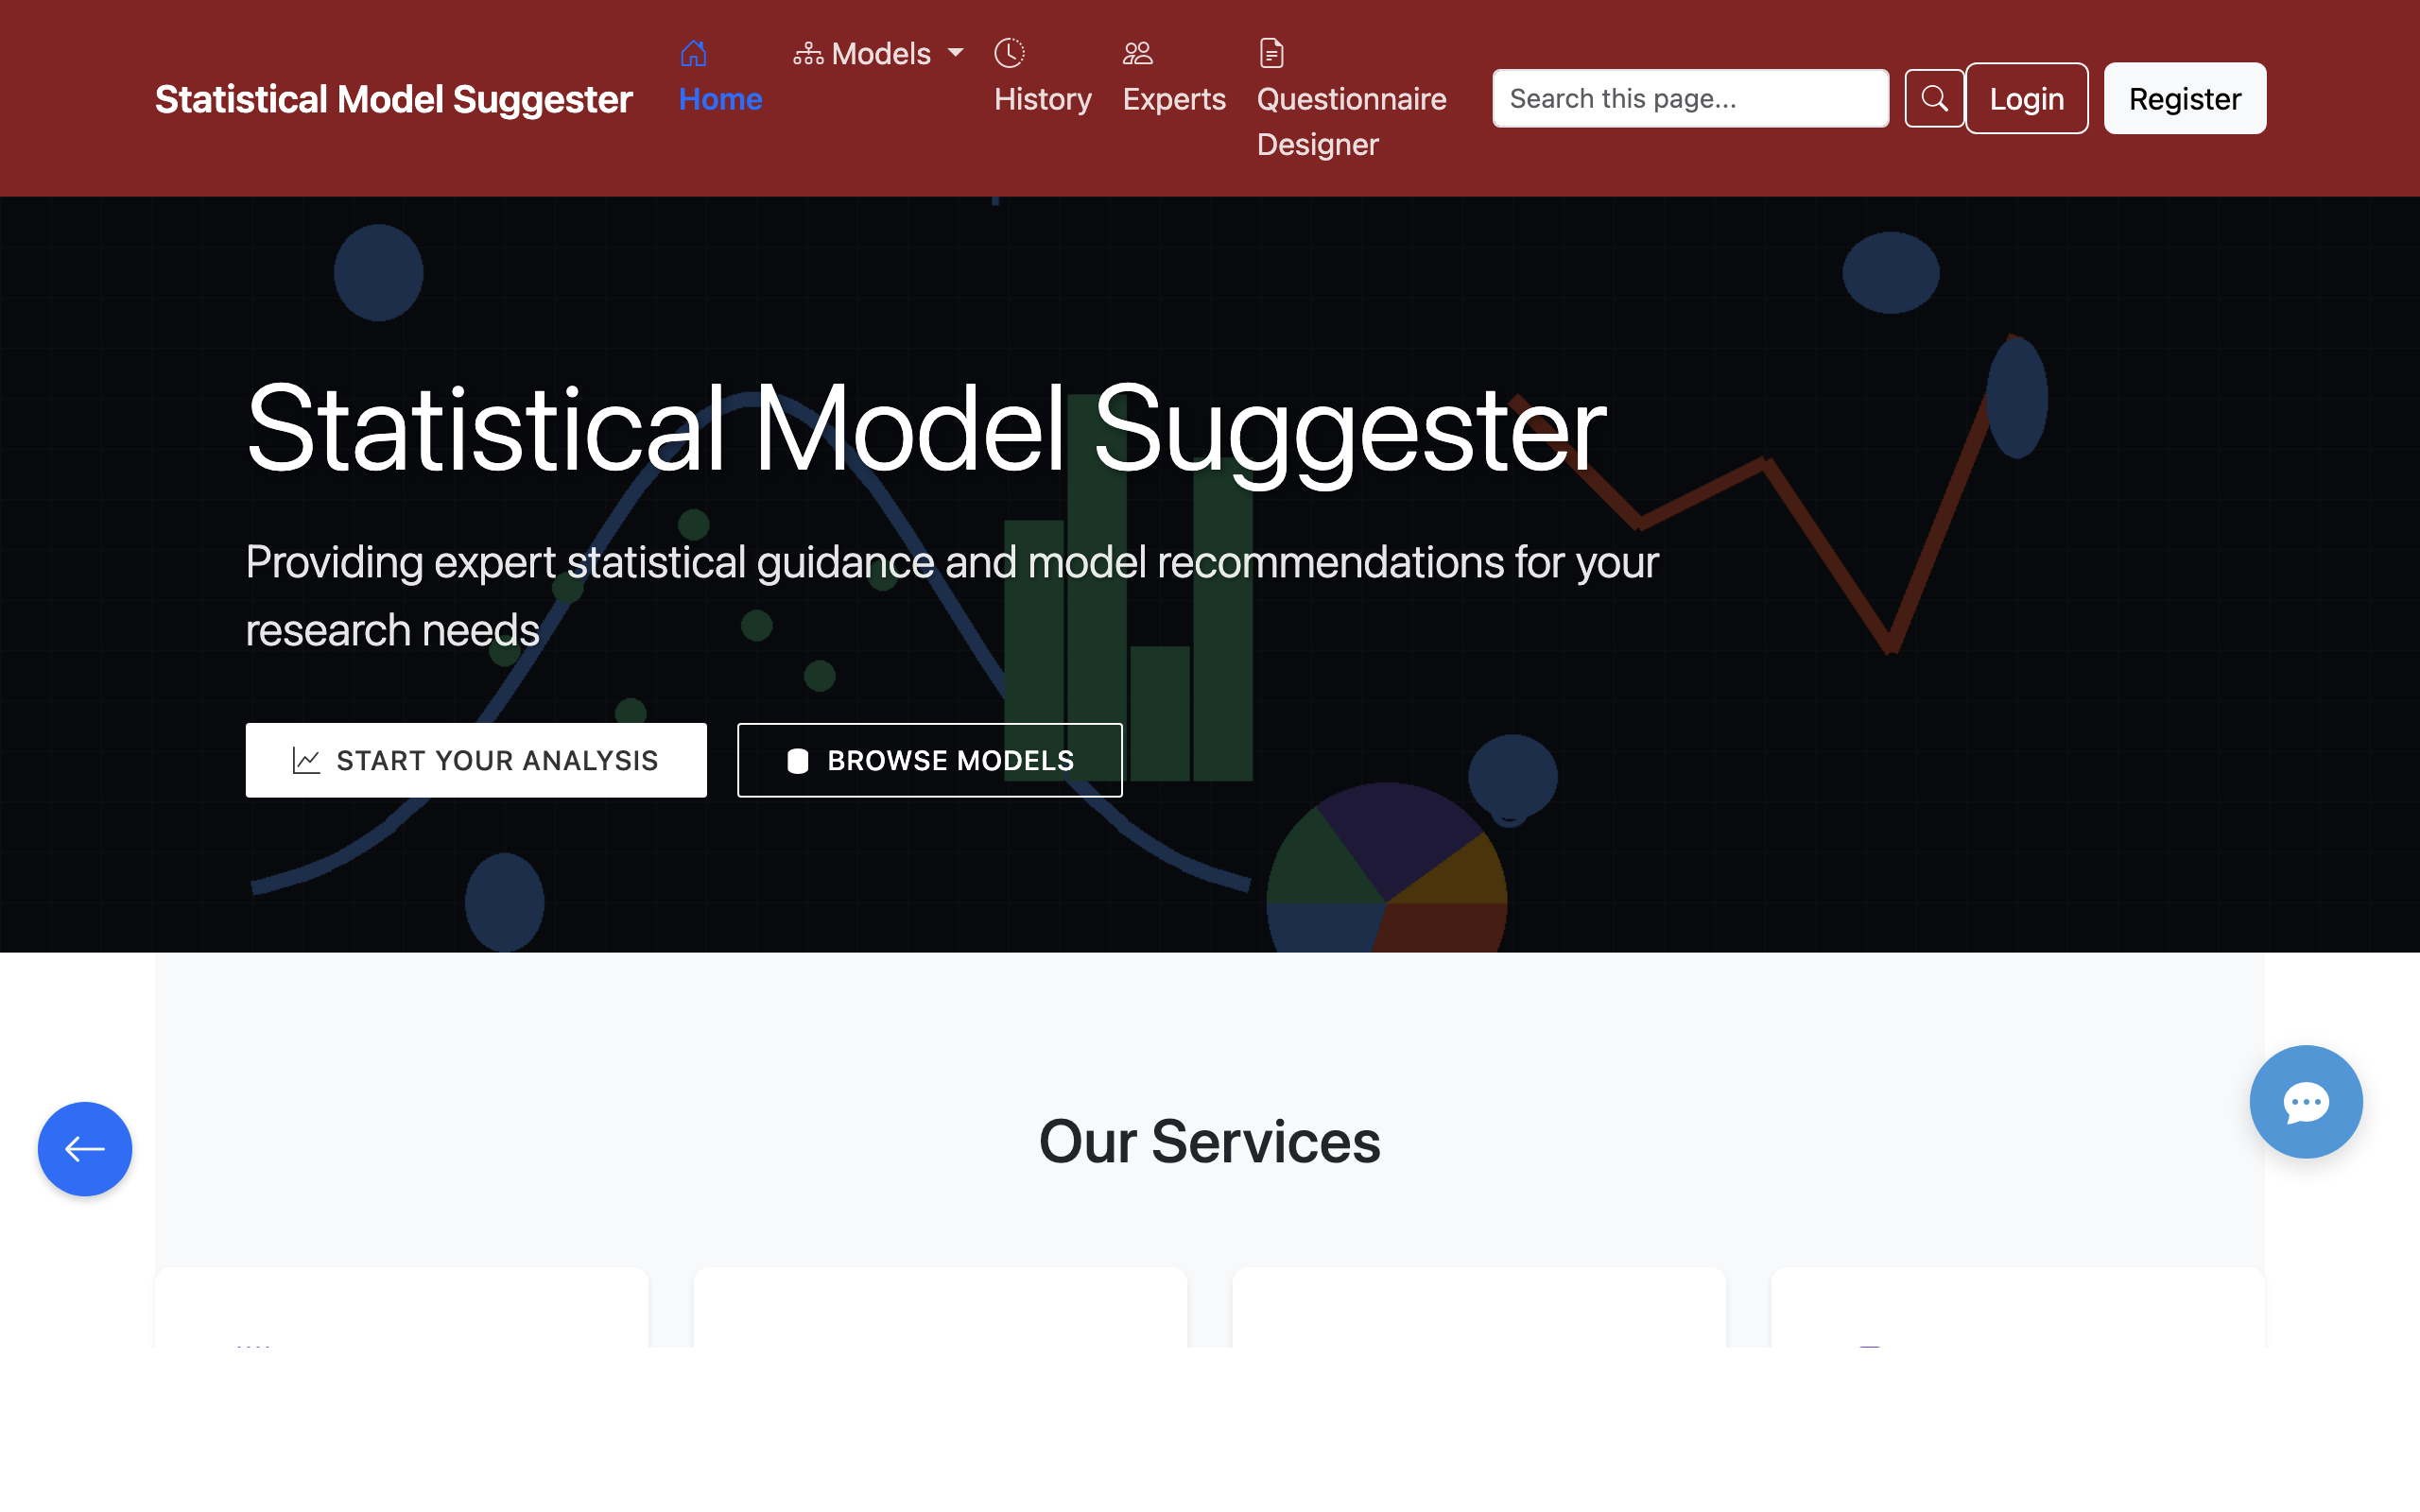 Statistical Model Suggester
Home
Models
History
Experts
Questionnaire
Designer
Search this page...
Login
Register
Statistical Model Suggester
Providing expert statistical guidance and model recommendations for your
research needs
START YOUR ANALYSIS
BROWSE MODELS
Our Services